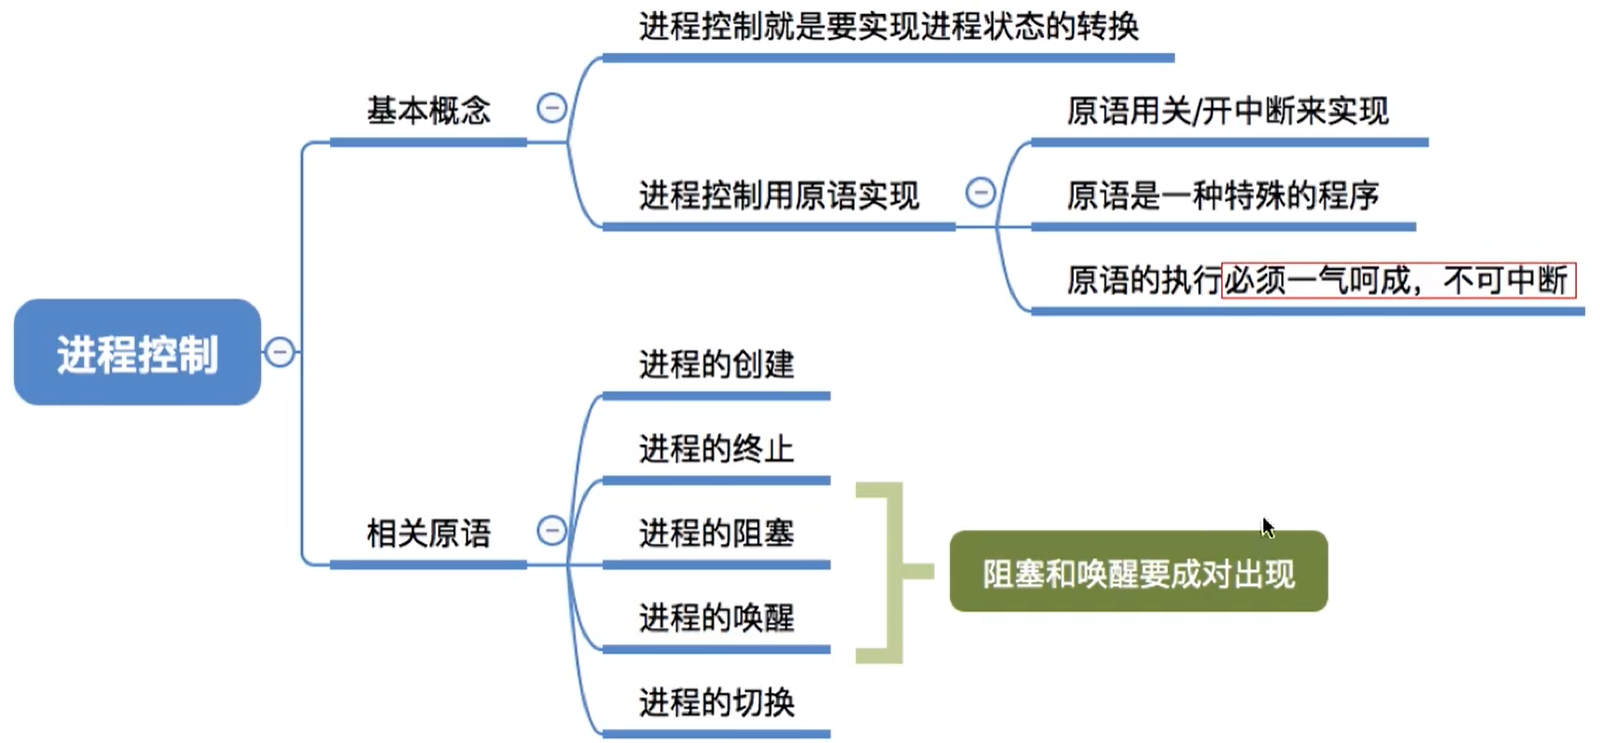 进程控制
基本概念
进程控制就是要实现进程状态的转换
进程控制用原语实现
原语用关/开中断来实现
原语是一种特殊的程序
原语的执行必须一气呵成，不可中断
相关原语
进程的创建
进程的终止
进程的阻塞
进程的唤醒
进程的切换
阻塞和唤醒要成对出现